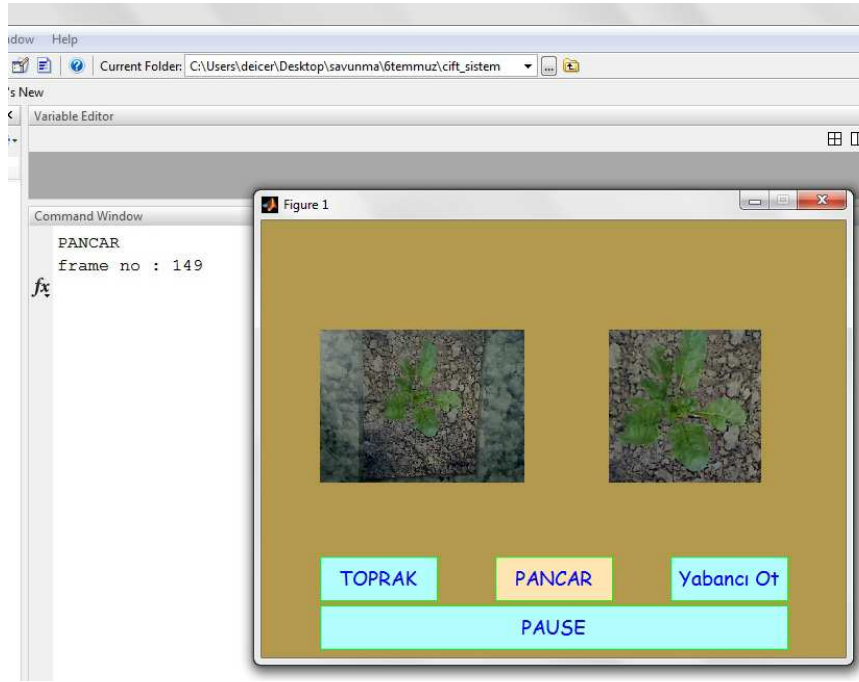 ndow Help
Current Folder: C:\Users\deicer\Desktop\savunma\6temmuz\cift_sistem
's New
Variable Editor
Command Window
PANCAR
frame no : 149
fx
Figure 1
TOPRAK
PANCAR
Yabancı Ot
PAUSE